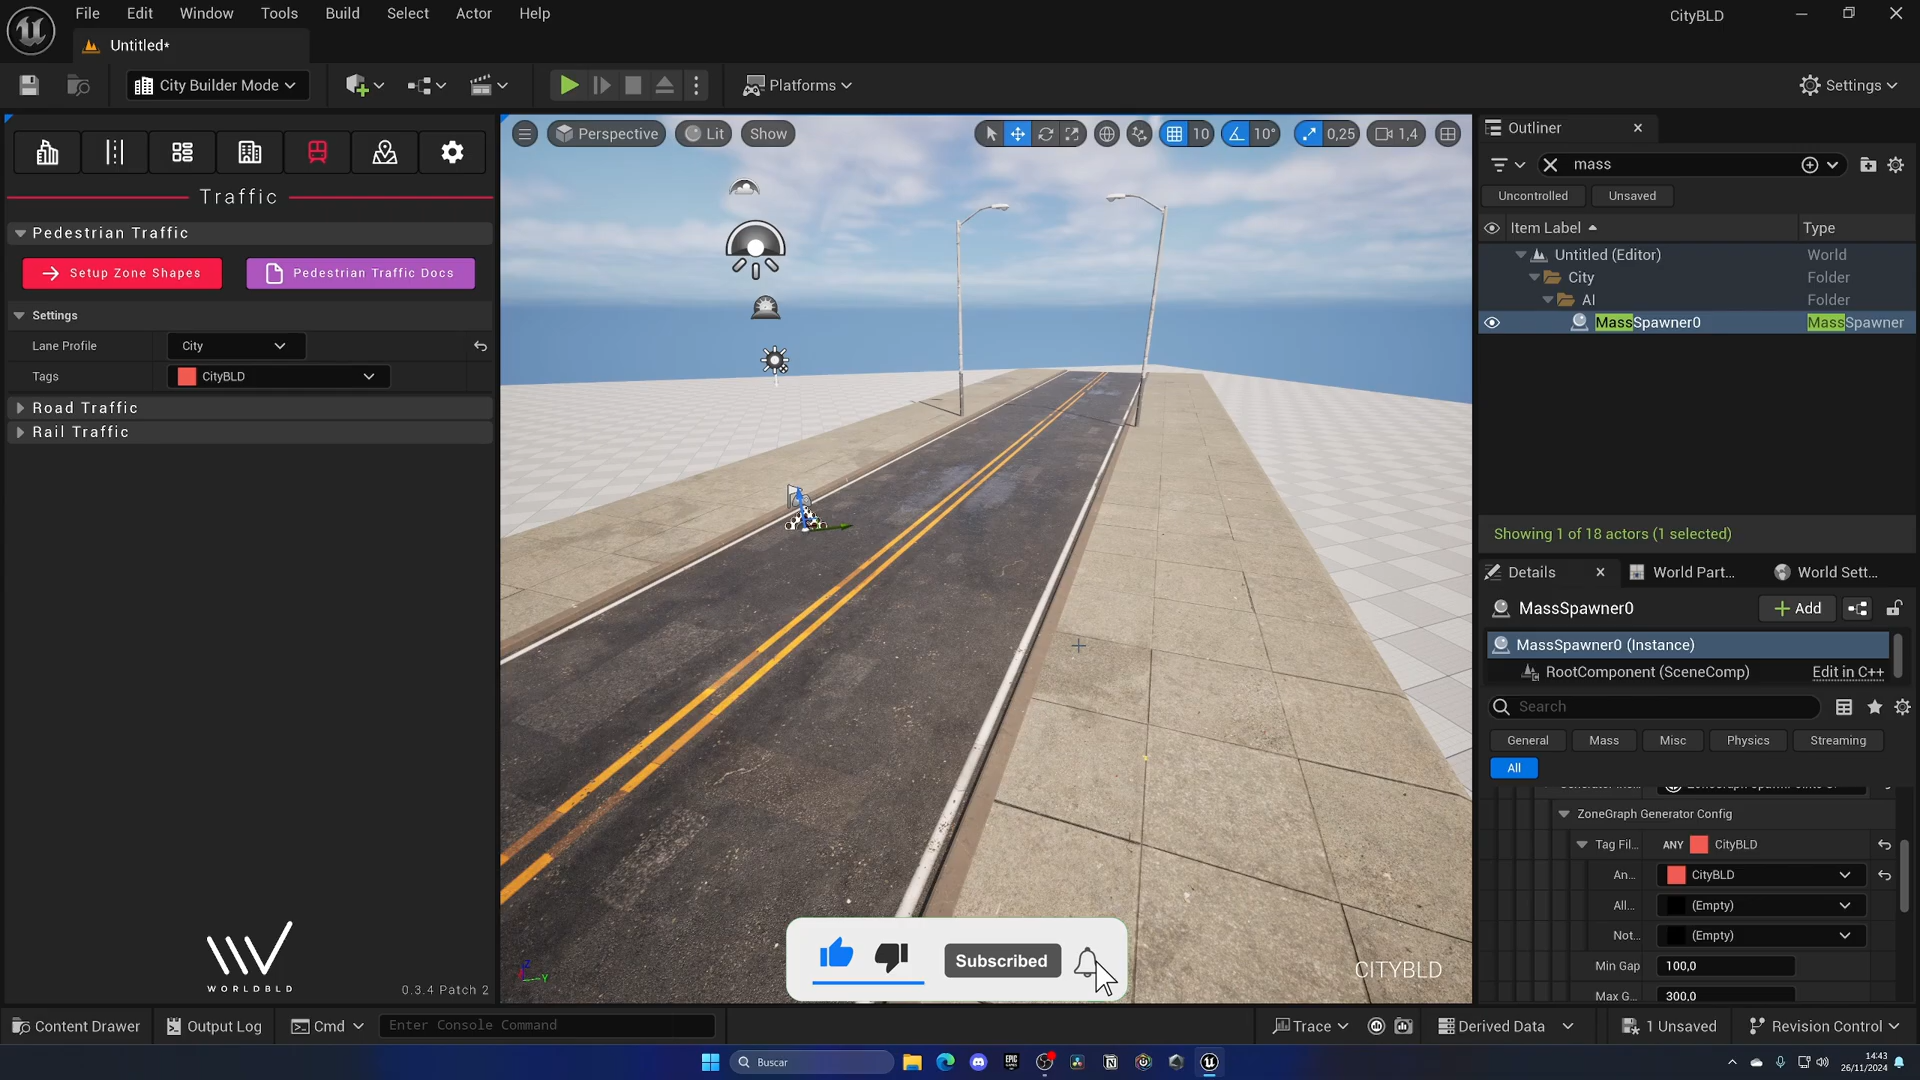 File Edit Window Tools Build Select Actor Help
CityBLD
Untitled*
City Builder Mode
Platforms
Settings
Perspective
Lit
Show
10
10°
0,25
1,4
Traffic
Pedestrian Traffic
Setup Zone Shapes
Pedestrian Traffic Docs
Settings
Lane Profile
City
Tags
CityBLD
Road Traffic
Rail Traffic
WORLDBLD
0.3.4 Patch 2
Subscribed
CITYBLD
Z
Y
Outliner
mass
Uncontrolled
Unsaved
Item Label
Type
Untitled (Editor)
World
City
Folder
AI
Folder
MassSpawner0
MassSpawner
Showing 1 of 18 actors (1 selected)
Details
World Part...
World Sett...
MassSpawner0
Add
MassSpawner0 (Instance)
RootComponent (SceneComp)
Edit in C++
Search
General
Mass
Misc
Physics
Streaming
All
ZoneGraph Generator Config
Tag Fil...
ANY
CityBLD
An...
CityBLD
All...
(Empty)
Not...
(Empty)
Min Gap
100,0
Max G...
300,0
Content Drawer
Output Log
Cmd
Enter Console Command
Trace
Derived Data
1 Unsaved
Revision Control
Buscar
EPIC
14:43
26/11/2024